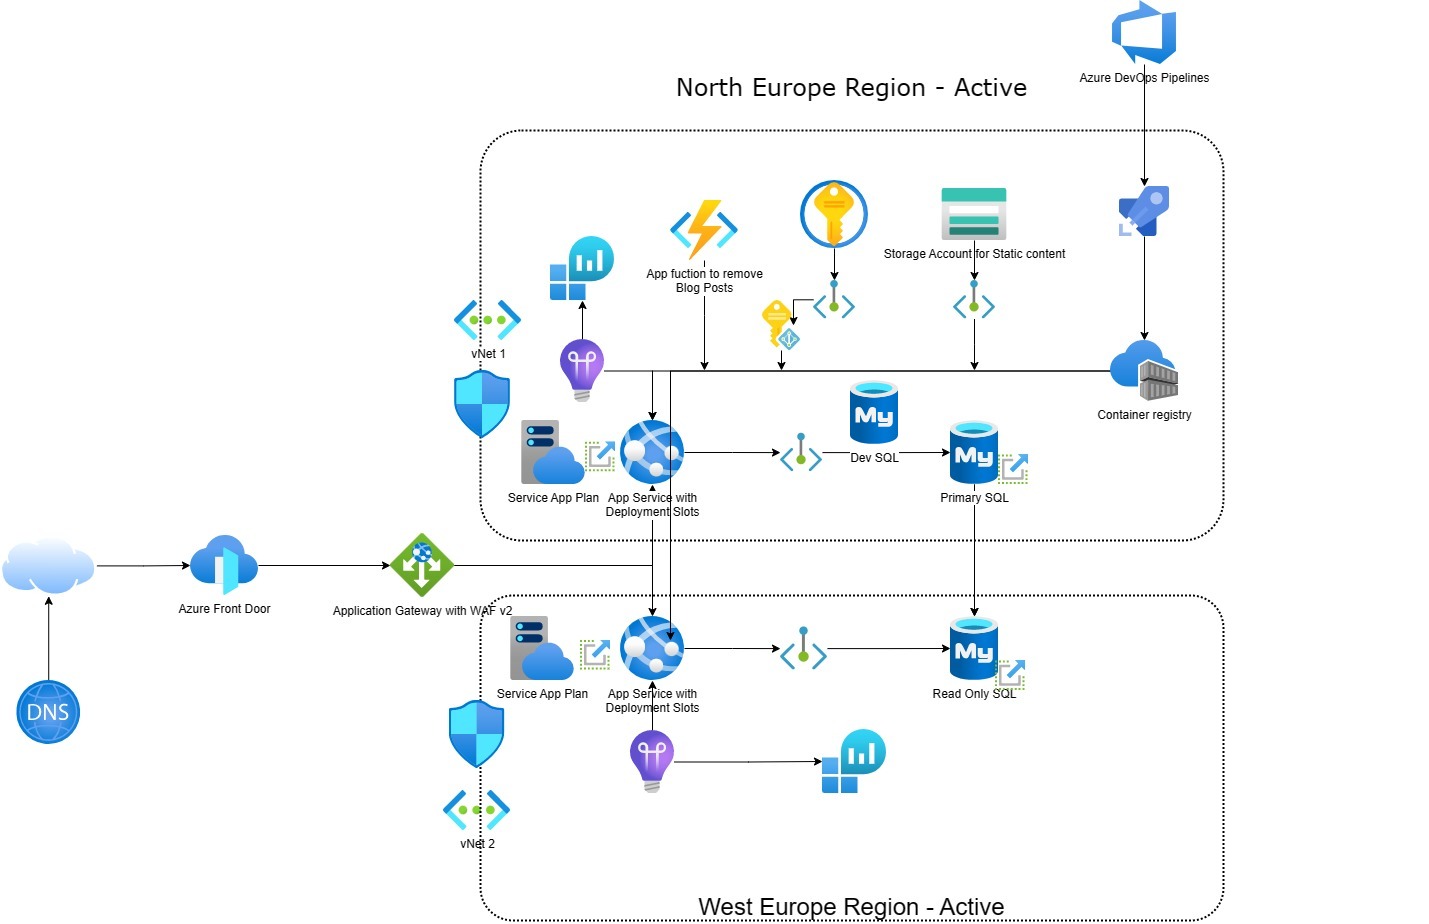 Azure DevOps Pipelines
North Europe Region - Active
App fuction to remove
Blog Posts
Storage Account for Static content
vNet 1
My
Dev SQL
Container registry
My
Service App Plan
App Service with
Deployment Slots
Primary SQL
Azure Front Door
Application Gateway with WAF v2
My
Service App Plan
App Service with
Deployment Slots
Read Only SQL
DNS
vNet 2
West Europe Region - Active